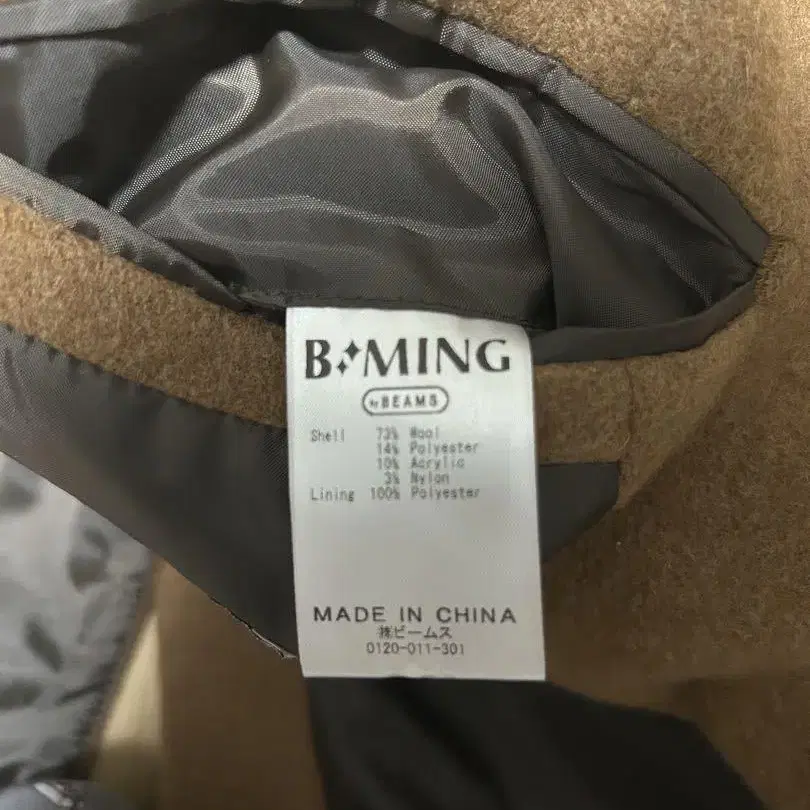 B✦MING
by BEAMS
Shell 73% Wool
14% Polyester
10% Acrylic
3% Nylon
Lining 100% Polyester
MADE IN CHINA
㈱ビームス
0120-011-301